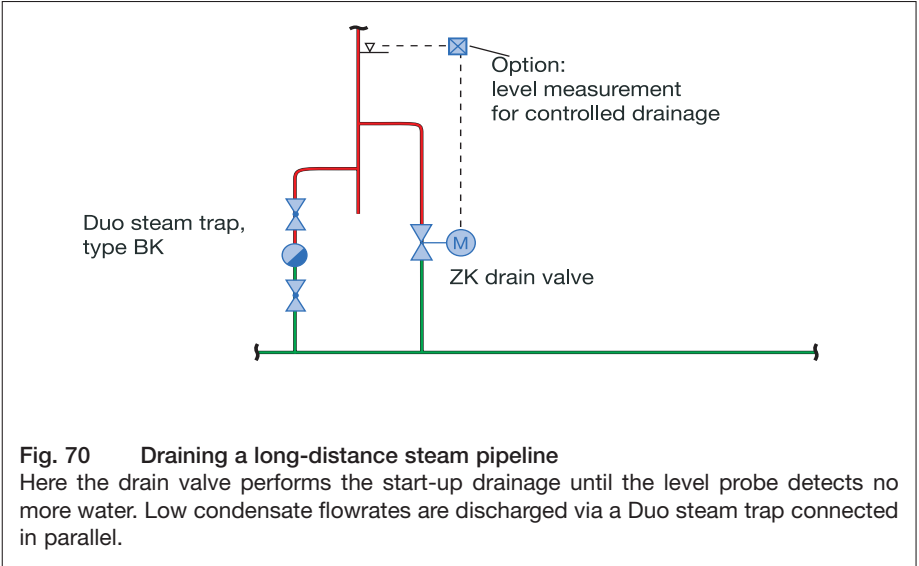 Option:
level measurement
for controlled drainage
Duo steam trap,
type BK
M
ZK drain valve
Fig. 70 Draining a long-distance steam pipeline
Here the drain valve performs the start-up drainage until the level probe detects no
more water. Low condensate flowrates are discharged via a Duo steam trap connected
in parallel.